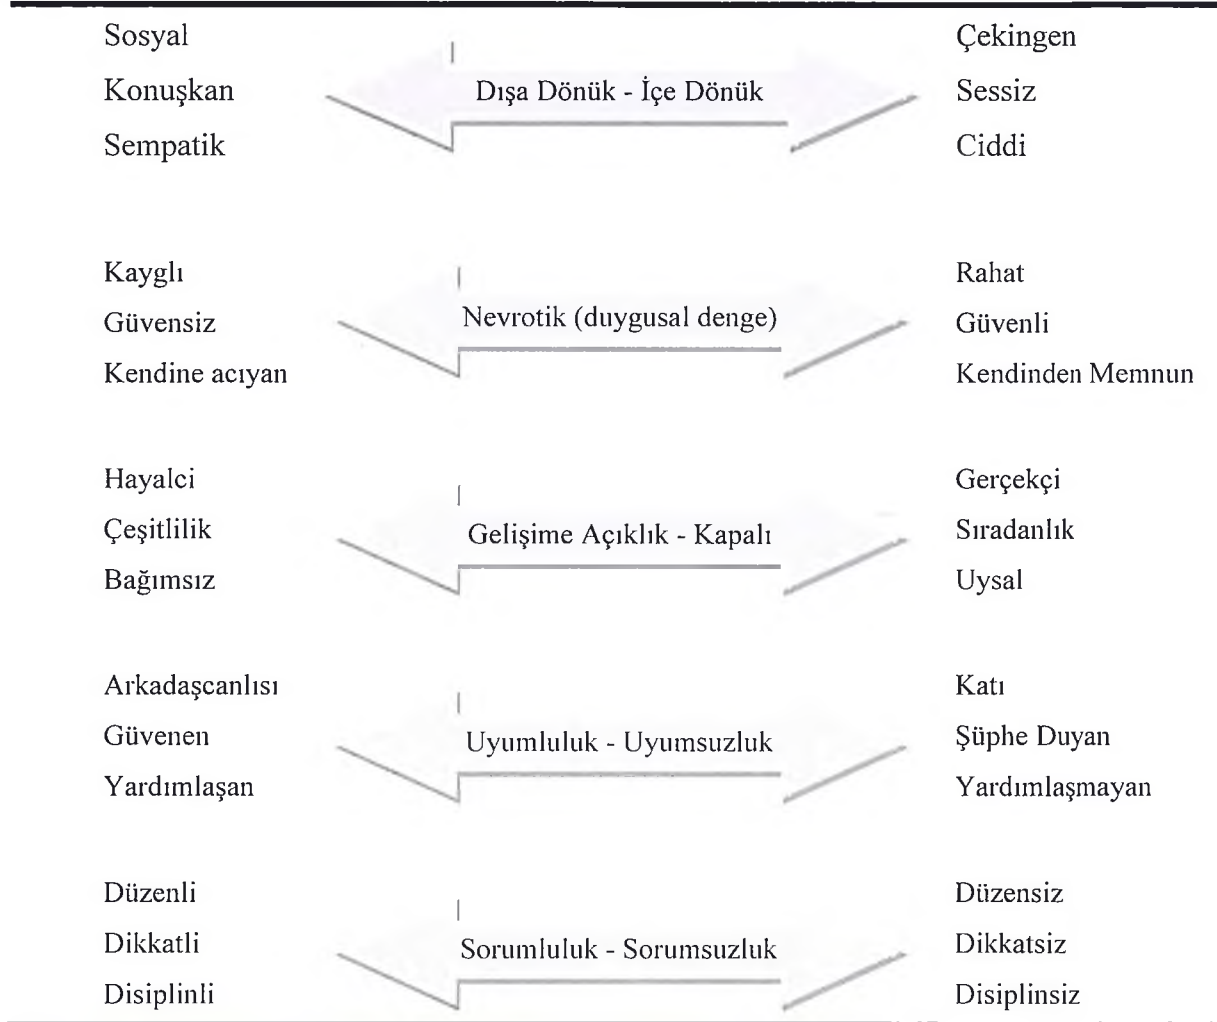 Sosyal
Çekingen
Konuşkan
Dışa Dönük - İçe Dönük
Sessiz
Sempatik
Ciddi
Kayglı
Rahat
Güvensiz
Nevrotik (duygusal denge)
Güvenli
Kendine acıyan
Kendinden Memnun
Hayalci
Gerçekçi
Çeşitlilik
Gelişime Açıklık - Kapalı
Sıradanlık
Bağımsız
Uysal
Arkadaşcanlısı
Katı
Güvenen
Uyumluluk - Uyumsuzluk
Şüphe Duyan
Yardımlaşan
Yardımlaşmayan
Düzenli
Düzensiz
Dikkatli
Sorumluluk - Sorumsuzluk
Dikkatsiz
Disiplinli
Disiplinsiz